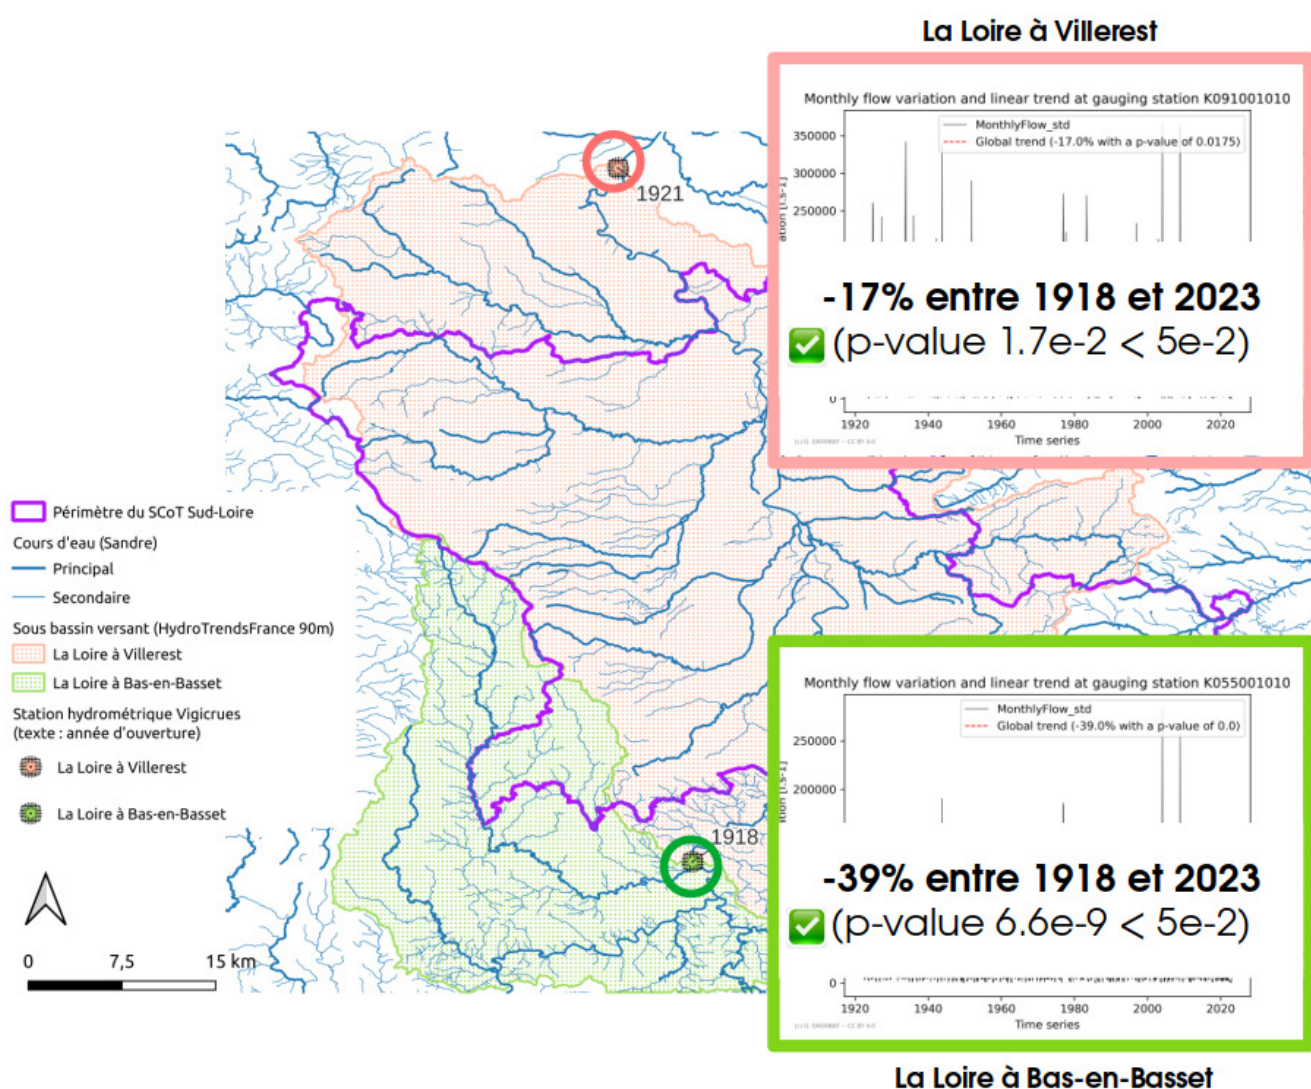 La Loire à Villerest
Monthly flow variation and linear trend at gauging station K091001010
MonthlyFlow_std
Global trend (-17.0% with a p-value of 0.0175)
350000
300000
250000
-17% entre 1918 et 2023
(p-value 1.7e-2 < 5e-2)
0
1920 1940 1960 1980 2000 2020
Time series
1921
Périmètre du SCoT Sud-Loire
Cours d'eau (Sandre)
Principal
Secondaire
Sous bassin versant (HydroTrendsFrance 90m)
La Loire à Villerest
La Loire à Bas-en-Basset
Station hydrométrique Vigicrues
(texte : année d'ouverture)
La Loire à Villerest
La Loire à Bas-en-Basset
0 7,5 15 km
1918
Monthly flow variation and linear trend at gauging station K055001010
MonthlyFlow_std
Global trend (-39.0% with a p-value of 0.0)
250000
200000
-39% entre 1918 et 2023
(p-value 6.6e-9 < 5e-2)
0
1920 1940 1960 1980 2000 2020
Time series
La Loire à Bas-en-Basset